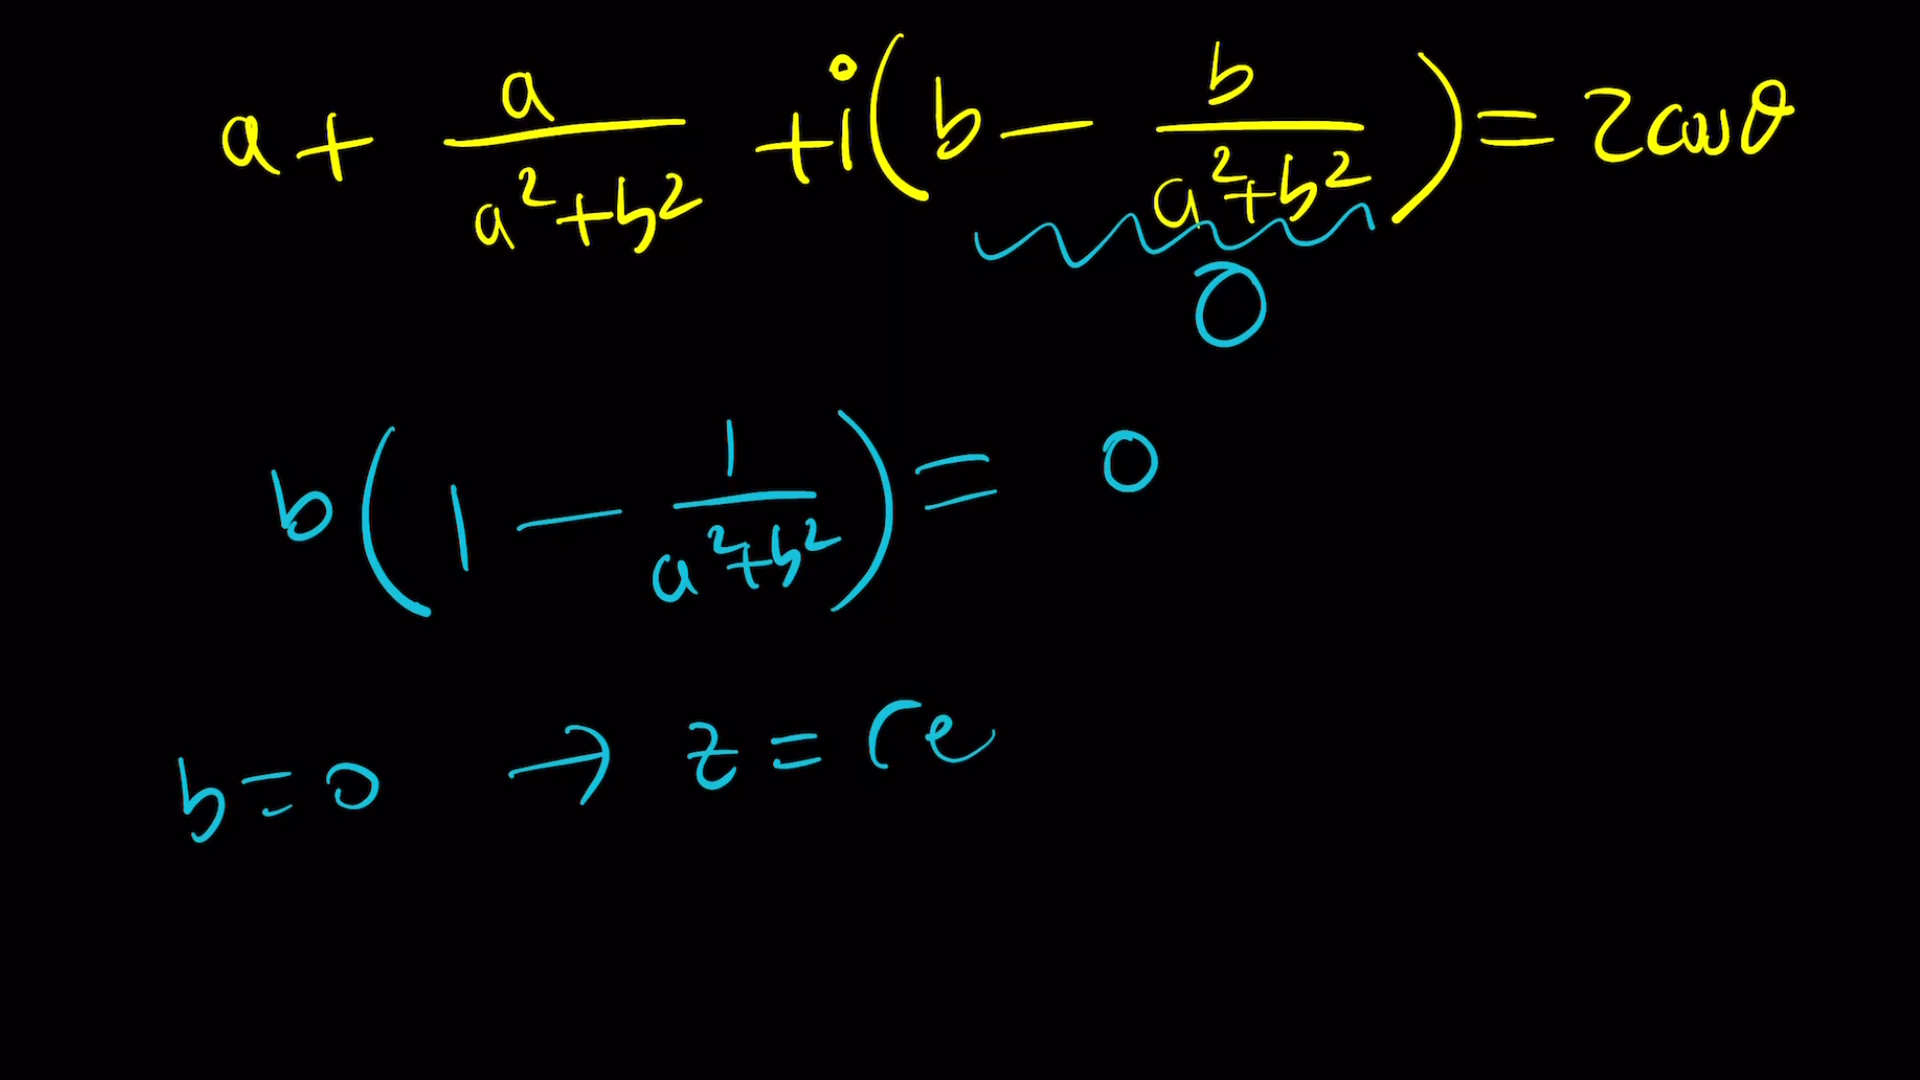 a + a/(a²+b²) + i(b − b/(a²+b²)) = 2cosθ
0
b(1 − 1/(a²+b²)) = 0
b=0 → z = re